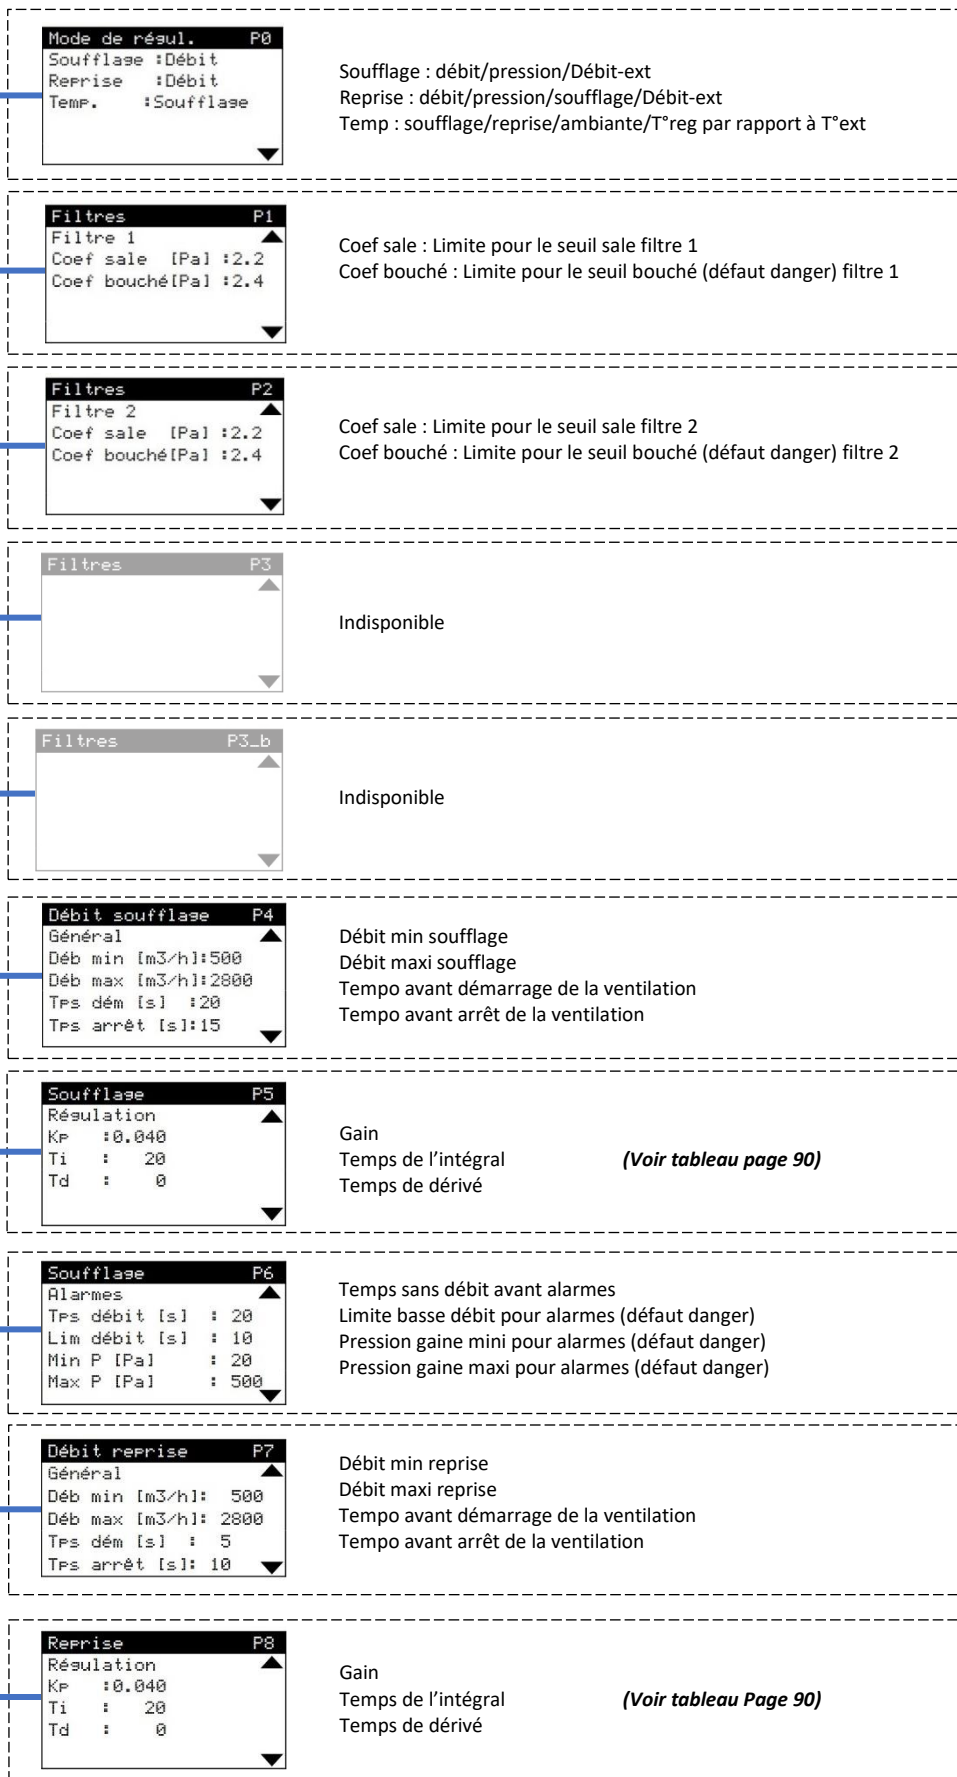 Mode de régul. P0
Soufflage :Débit
Reprise :Débit
Temp. :Soufflage
Soufflage : débit/pression/Débit-ext
Reprise : débit/pression/soufflage/Débit-ext
Temp : soufflage/reprise/ambiante/T°reg par rapport à T°ext
Filtres P1
Filtre 1
Coef sale [Pa] :2.2
Coef bouché[Pa] :2.4
Coef sale : Limite pour le seuil sale filtre 1
Coef bouché : Limite pour le seuil bouché (défaut danger) filtre 1
Filtres P2
Filtre 2
Coef sale [Pa] :2.2
Coef bouché[Pa] :2.4
Coef sale : Limite pour le seuil sale filtre 2
Coef bouché : Limite pour le seuil bouché (défaut danger) filtre 2
Filtres P3
Indisponible
Filtres P3_b
Indisponible
Débit soufflage P4
Général
Déb min [m3/h]:500
Déb max [m3/h]:2800
Tps dém [s] :20
Tps arrêt [s]:15
Débit min soufflage
Débit maxi soufflage
Tempo avant démarrage de la ventilation
Tempo avant arrêt de la ventilation
Soufflage P5
Régulation
Kp :0.040
Ti : 20
Td : 0
Gain
Temps de l'intégral (Voir tableau page 90)
Temps de dérivé
Soufflage P6
Alarmes
Tps débit [s] : 20
Lim débit [s] : 10
Min P [Pa] : 20
Max P [Pa] : 500
Temps sans débit avant alarmes
Limite basse débit pour alarmes (défaut danger)
Pression gaine mini pour alarmes (défaut danger)
Pression gaine maxi pour alarmes (défaut danger)
Débit reprise P7
Général
Déb min [m3/h]: 500
Déb max [m3/h]: 2800
Tps dém [s] : 5
Tps arrêt [s]: 10
Débit min reprise
Débit maxi reprise
Tempo avant démarrage de la ventilation
Tempo avant arrêt de la ventilation
Reprise P8
Régulation
Kp :0.040
Ti : 20
Td : 0
Gain
Temps de l'intégral (Voir tableau Page 90)
Temps de dérivé